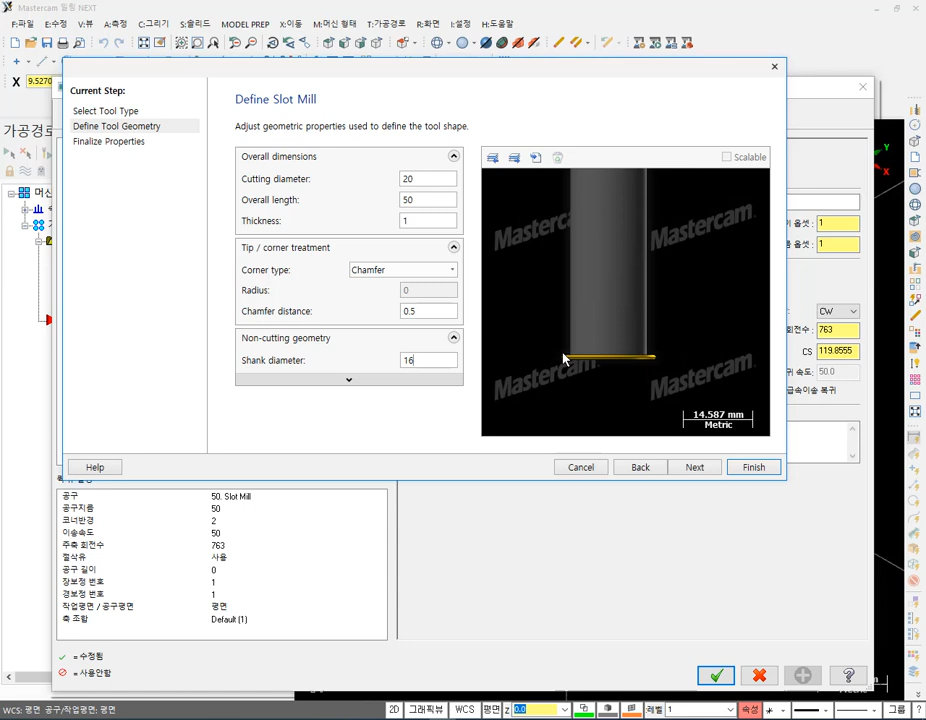 Mastercam 밀링 NEXT
F:파일 E:수정 V:뷰 A:측정 C:그리기 S:솔리드 MODEL PREP X:이동 M:머신 형태 T:가공경로 R:화면 I:설정 H:도움말
X 9.5270
Current Step:
Select Tool Type
Define Tool Geometry
Finalize Properties
Define Slot Mill
Adjust geometric properties used to define the tool shape.
Overall dimensions
Cutting diameter: 20
Overall length: 50
Thickness: 1
Tip / corner treatment
Corner type: Chamfer
Radius: 0
Chamfer distance: 0.5
Non-cutting geometry
Shank diameter: 16
Scalable
Mastercam.
Mastercam.
Mastercam.
14.587 mm
Metric
Help Cancel Back Next Finish
가공경로
머신
옵셋: 1
옵셋: 1
CW
회전수: 763
CS 119.8555
속도: 50.0
급속이송 복귀
공구 50. Slot Mill
공구지름 50
코너반경 2
이송속도 50
주축 회전수 763
절삭유 사용
공구 길이 0
장보정 번호 1
경보정 번호 1
작업평면 / 공구평면 평면
축 조합 Default (1)
= 수정됨
= 사용안함
Y
X
WCS: 평면 공구/작업평면: 평면
2D 그래픽뷰 WCS 평면 Z 0.0 레벨 1 속성 그룹 ?